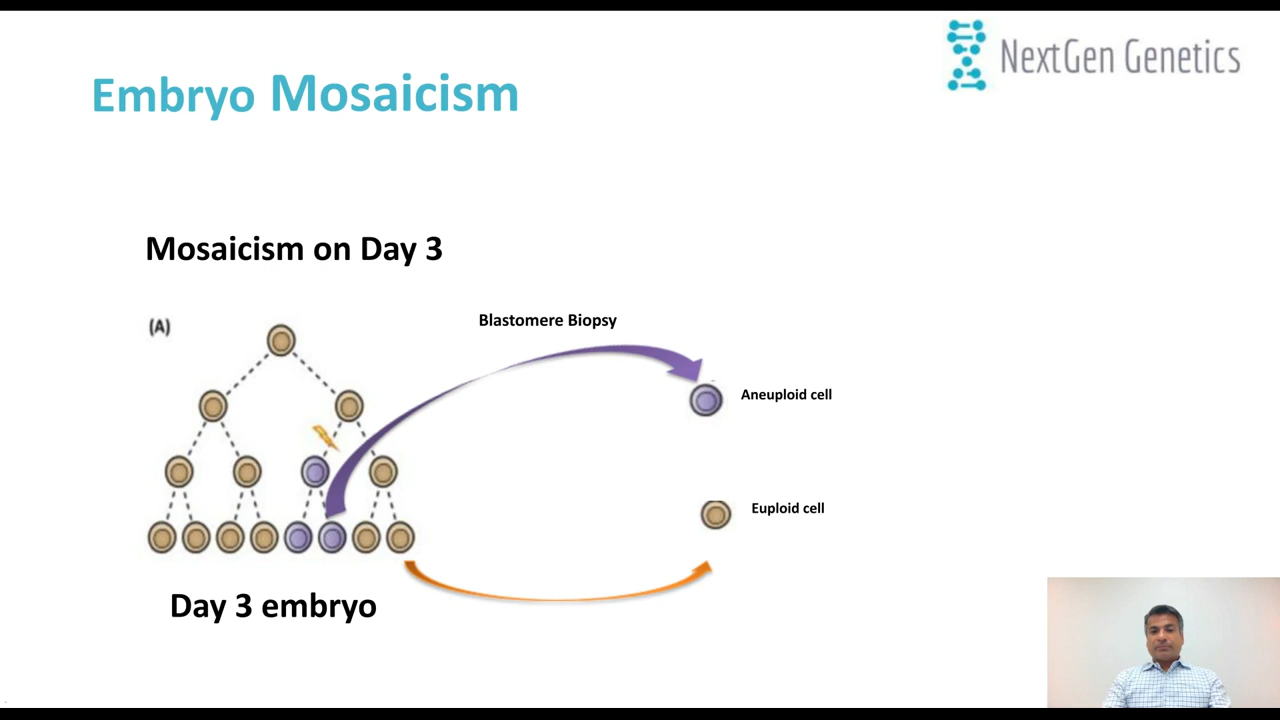 NextGen Genetics
Embryo Mosaicism
Mosaicism on Day 3
(A)
Blastomere Biopsy
Aneuploid cell
Euploid cell
Day 3 embryo